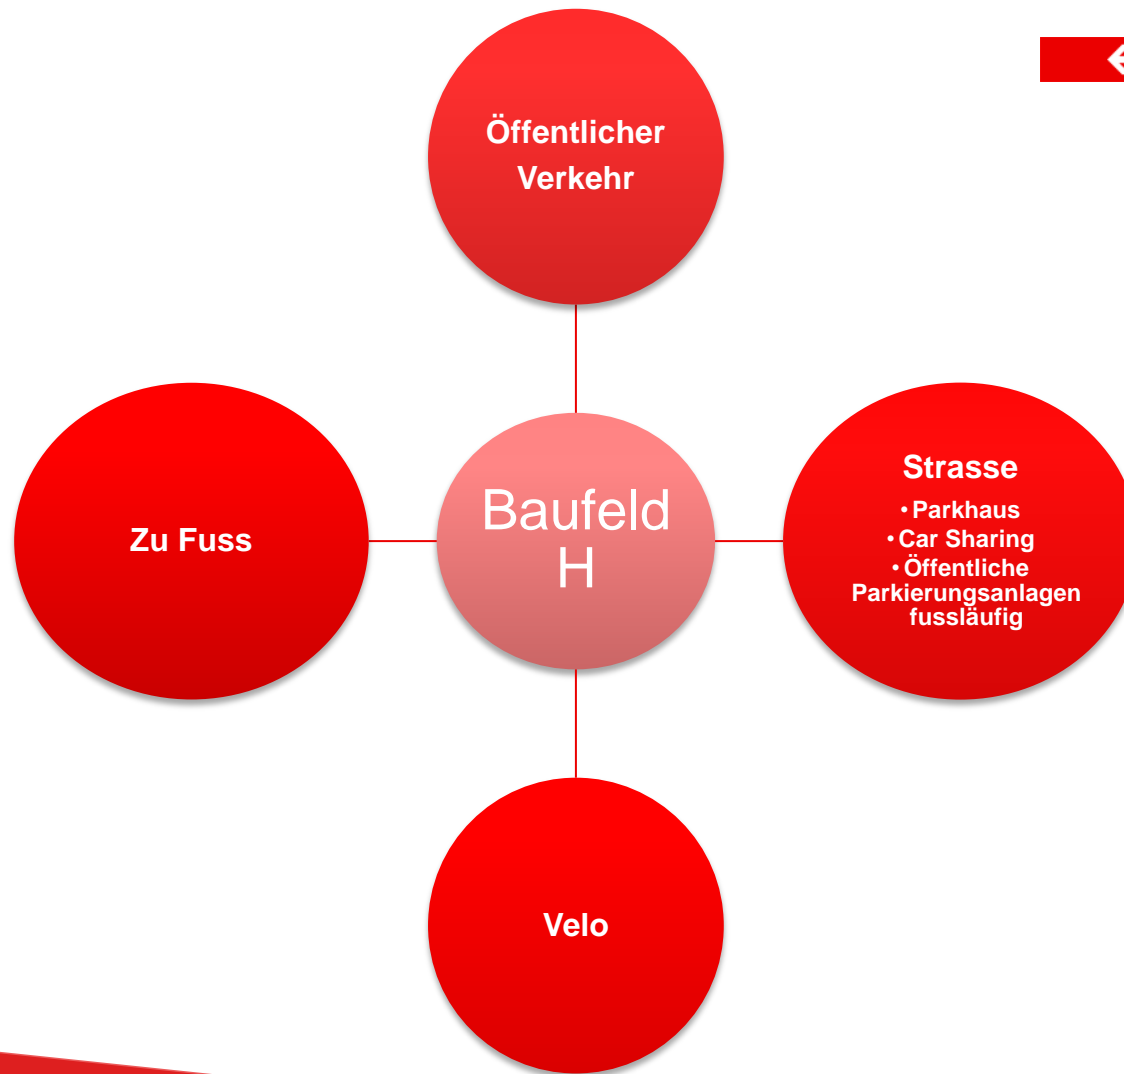 Öffentlicher
Verkehr
Zu Fuss
Baufeld
H
Strasse
• Parkhaus
• Car Sharing
• Öffentliche
Parkierungsanlagen
fussläufig
Velo